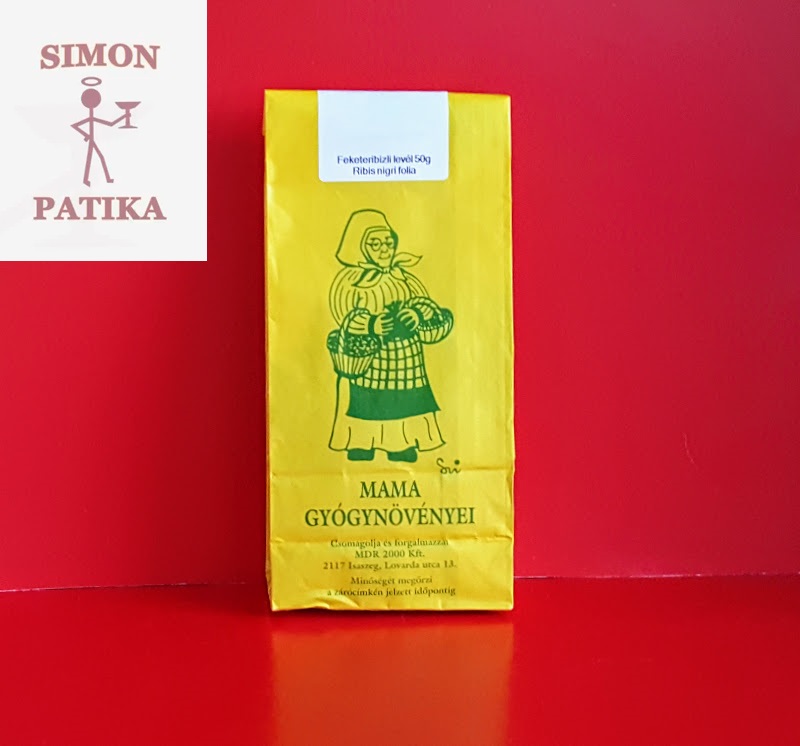 SIMON
PATIKA
Feketeribizli levél 50g
Ribis nigri folia
MAMA
GYÓGYNÖVÉNYEI
Csomagolja és forgalmazza:
MDR 2000 Kft.
2117 Isaszeg, Lovarda utca 13.
Minőségét megőrzi
a zárócímkén jelzett időpontig